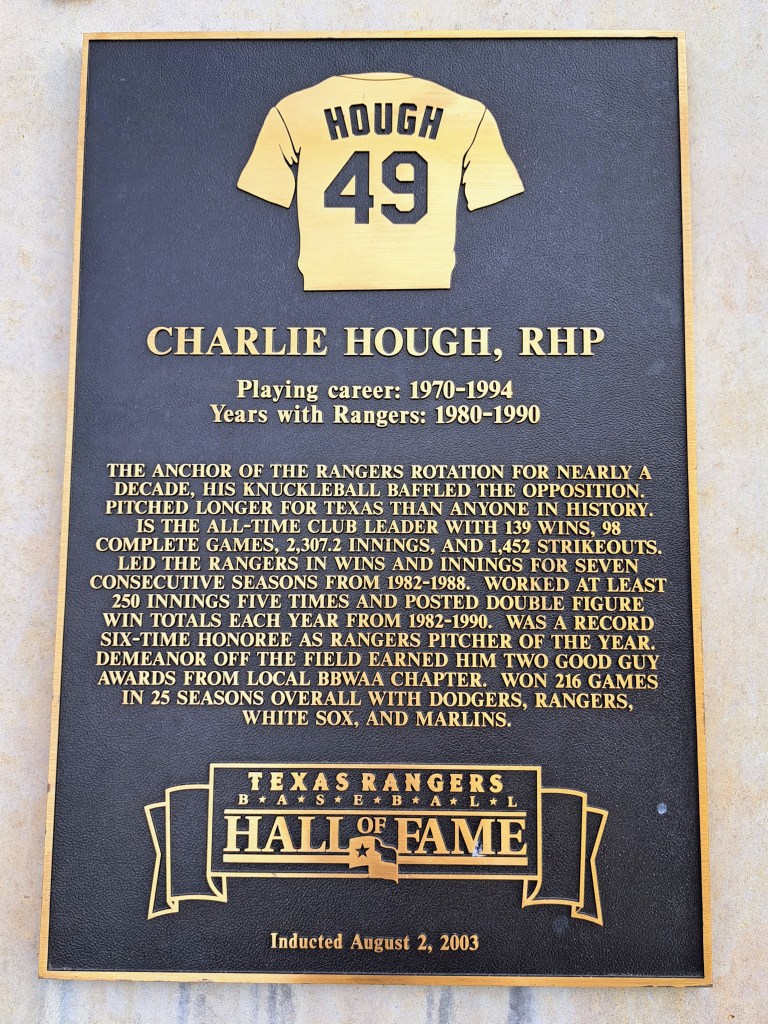 HOUGH
49
CHARLIE HOUGH, RHP
Playing career: 1970-1994
Years with Rangers: 1980-1990
THE ANCHOR OF THE RANGERS ROTATION FOR NEARLY A
DECADE, HIS KNUCKLEBALL BAFFLED THE OPPOSITION.
PITCHED LONGER FOR TEXAS THAN ANYONE IN HISTORY.
IS THE ALL-TIME CLUB LEADER WITH 139 WINS, 98
COMPLETE GAMES, 2,307.2 INNINGS, AND 1,452 STRIKEOUTS.
LED THE RANGERS IN WINS AND INNINGS FOR SEVEN
CONSECUTIVE SEASONS FROM 1982-1988. WORKED AT LEAST
250 INNINGS FIVE TIMES AND POSTED DOUBLE FIGURE
WIN TOTALS EACH YEAR FROM 1982-1990. WAS A RECORD
SIX-TIME HONOREE AS RANGERS PITCHER OF THE YEAR.
DEMEANOR OFF THE FIELD EARNED HIM TWO GOOD GUY
AWARDS FROM LOCAL BBWAA CHAPTER. WON 216 GAMES
IN 25 SEASONS OVERALL WITH DODGERS, RANGERS,
WHITE SOX, AND MARLINS.
TEXAS RANGERS
B★A★S★E★B★A★L★L
HALL OF FAME
Inducted August 2, 2003